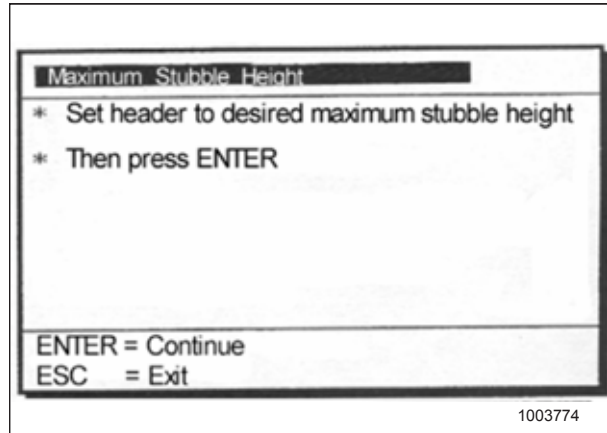 Maximum Stubble Height
* Set header to desired maximum stubble height
* Then press ENTER
ENTER = Continue
ESC = Exit
1003774